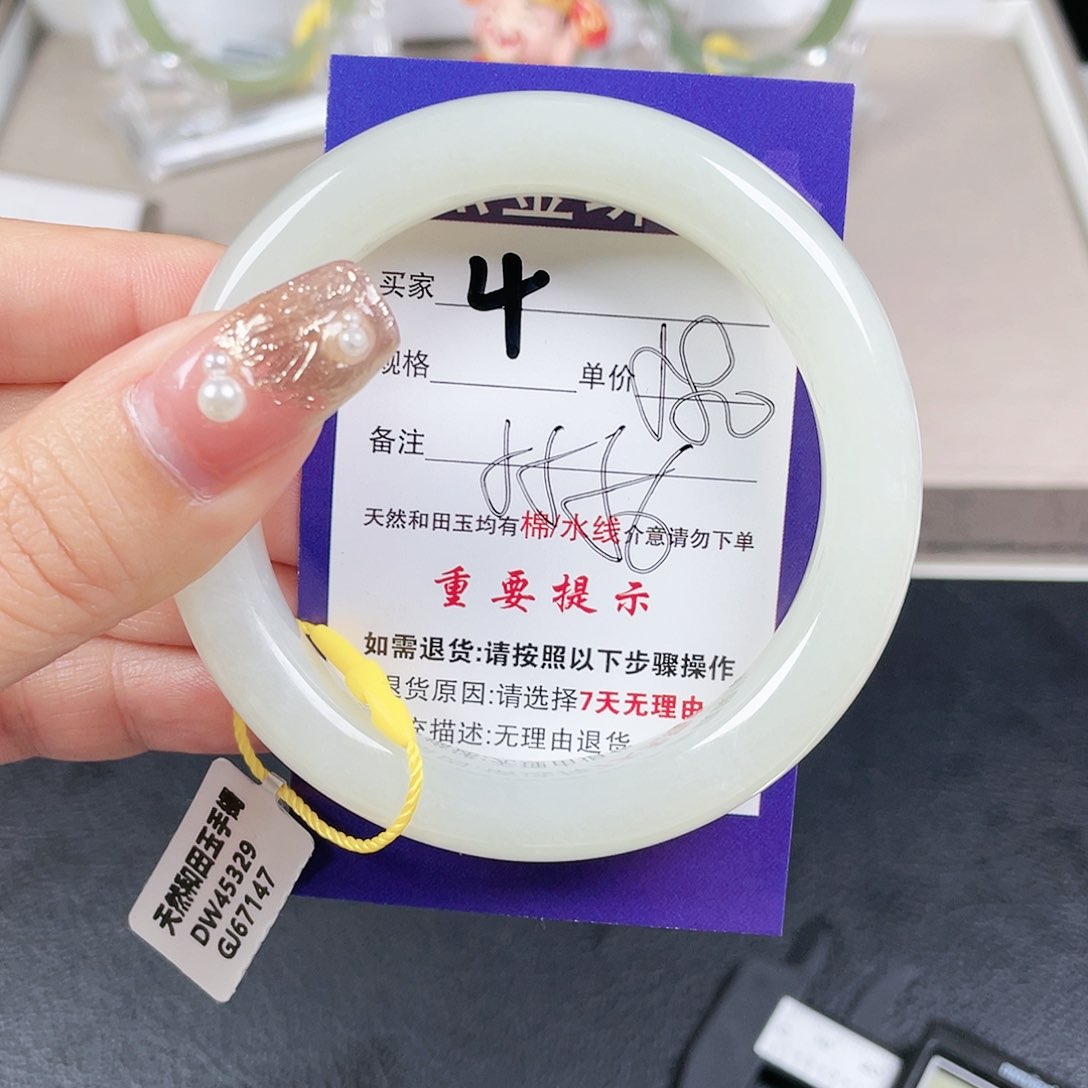 买家 4
规格
单价
备注
天然和田玉均有棉/水线介意请勿下单
重要提示
如需退货:请按照以下步骤操作
退货原因:请选择7天无理由
描述:无理由退货
天然和田玉手镯
DW45329
GJ67147